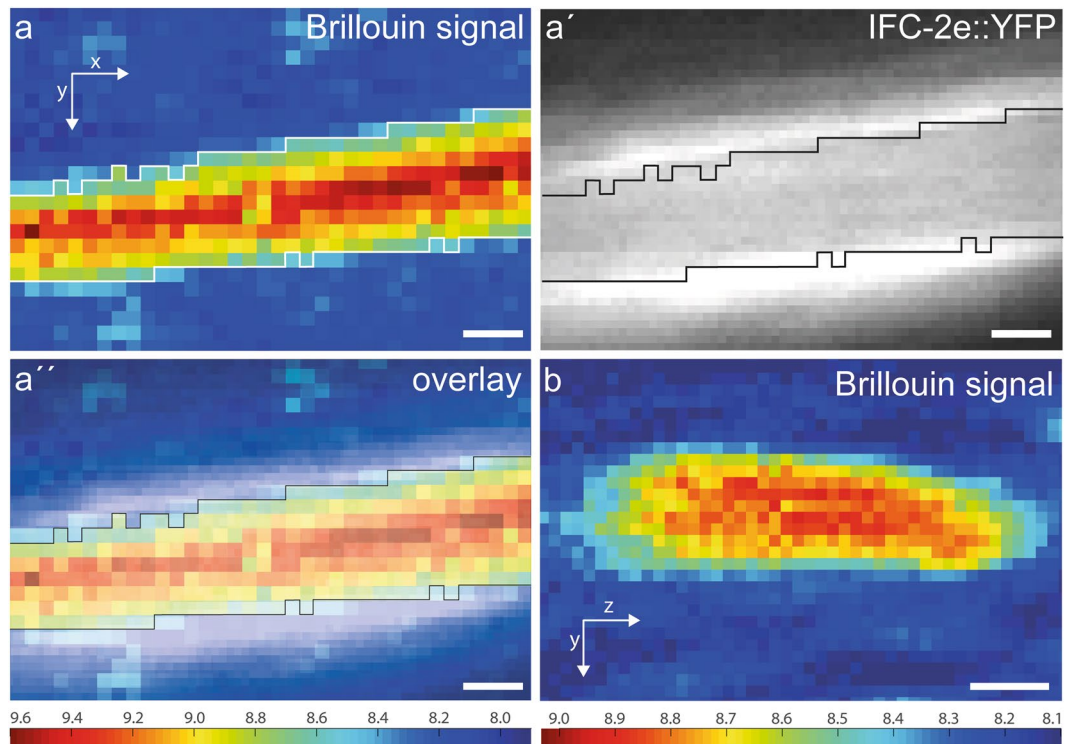 a Brillouin signal
x
y
a´ IFC-2e::YFP
a´´ overlay
b Brillouin signal
z
y
9.6 9.4 9.2 9.0 8.8 8.6 8.4 8.2 8.0
9.0 8.9 8.8 8.7 8.6 8.5 8.4 8.3 8.2 8.1